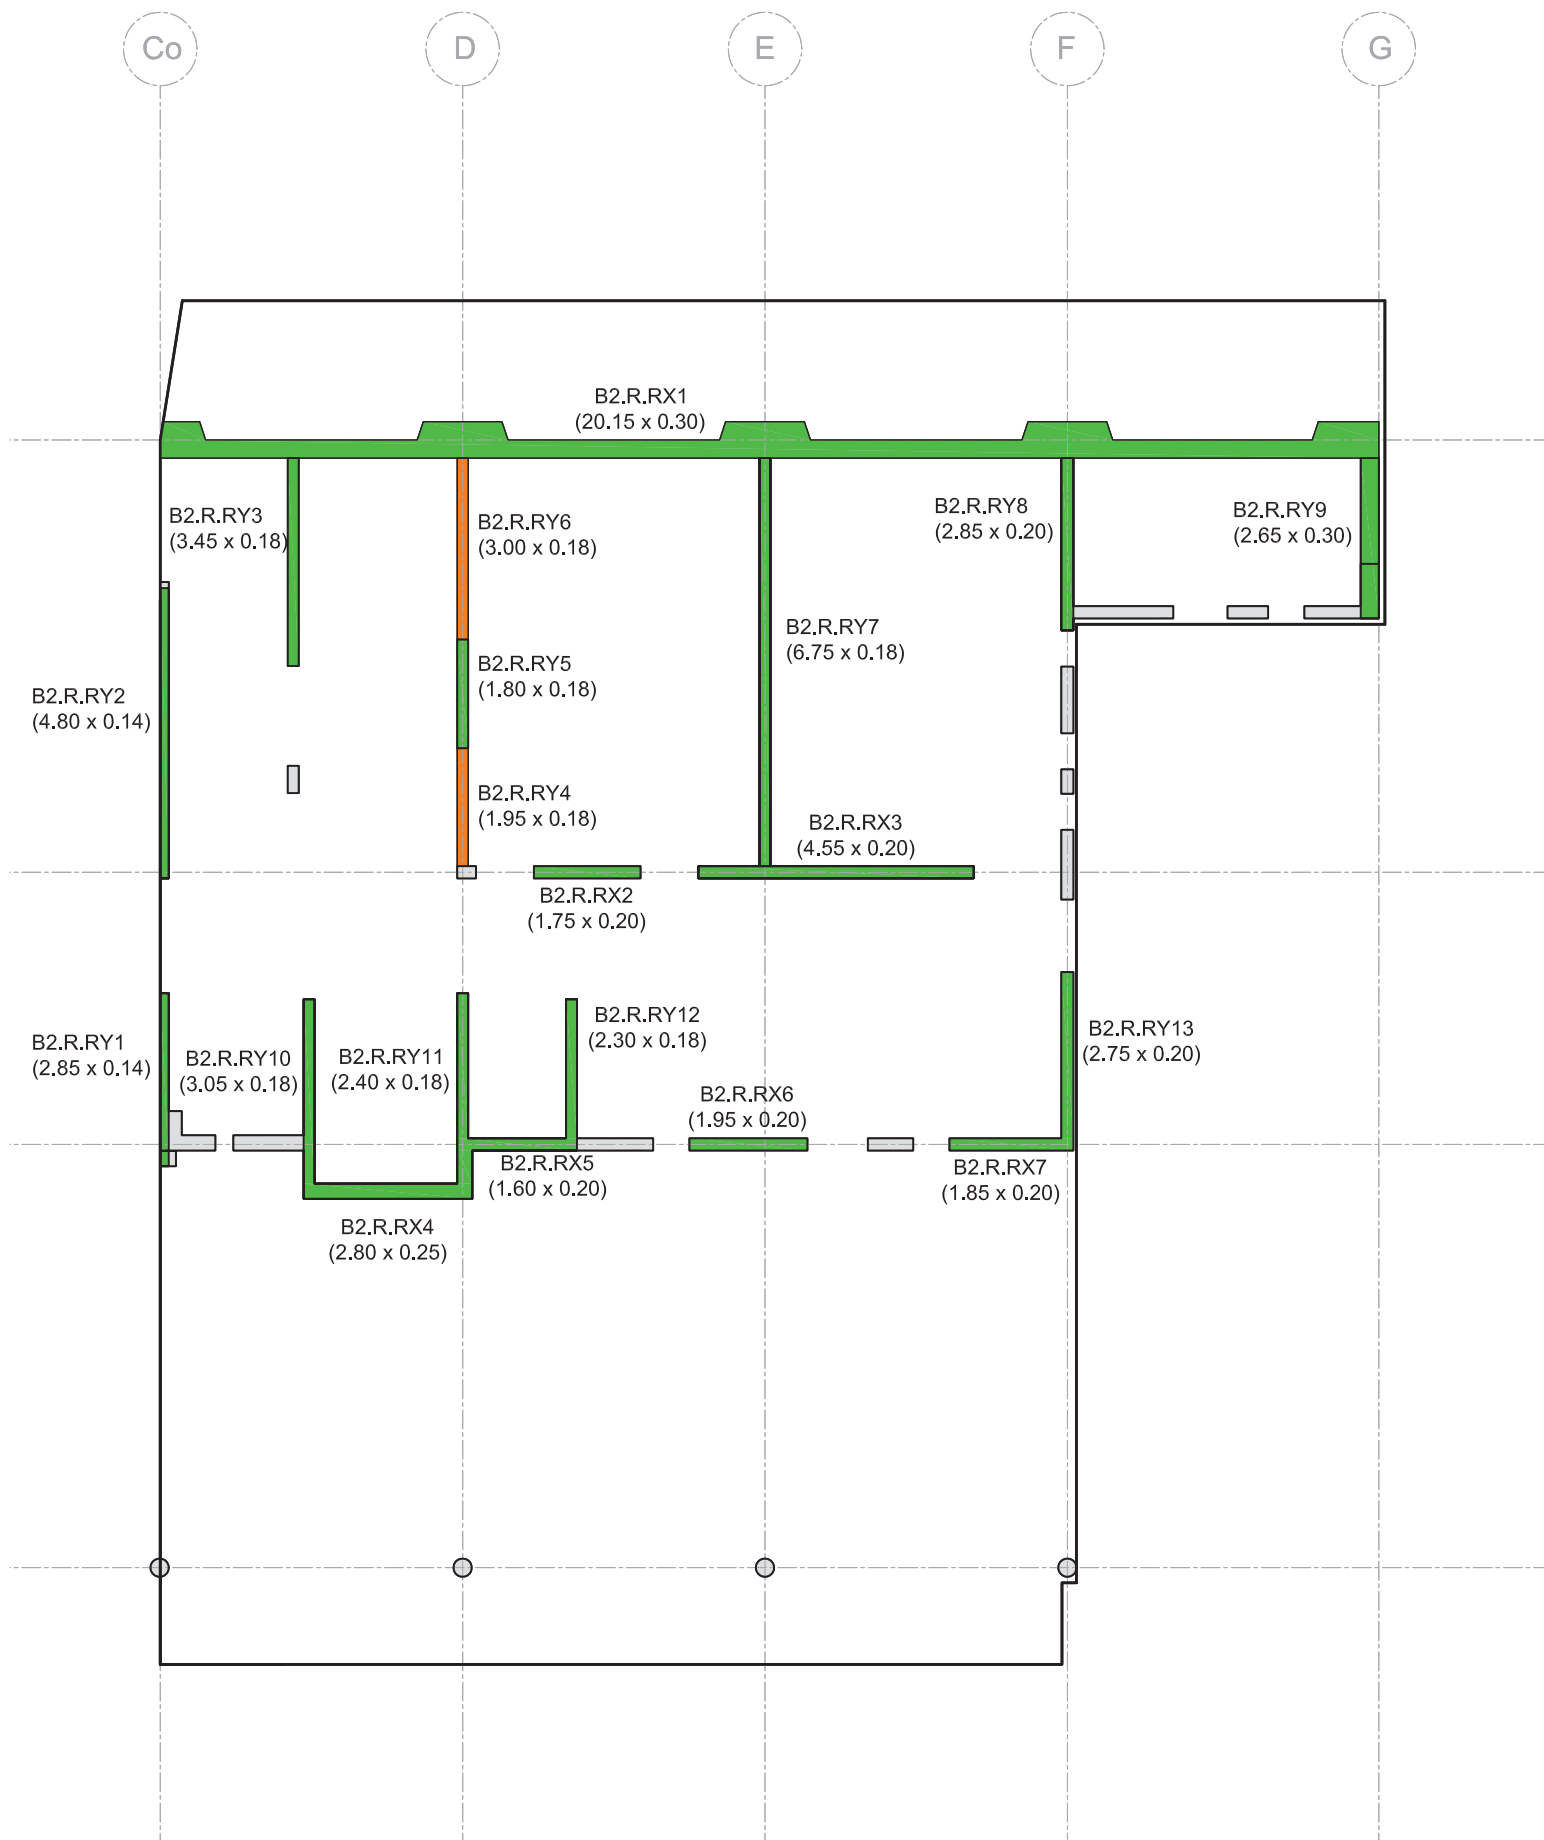 Co
D
E
F
G
B2.R.RX1
(20.15 x 0.30)
B2.R.RY3
(3.45 x 0.18)
B2.R.RY6
(3.00 x 0.18)
B2.R.RY8
(2.85 x 0.20)
B2.R.RY9
(2.65 x 0.30)
B2.R.RY7
(6.75 x 0.18)
B2.R.RY5
(1.80 x 0.18)
B2.R.RY2
(4.80 x 0.14)
B2.R.RY4
(1.95 x 0.18)
B2.R.RX3
(4.55 x 0.20)
B2.R.RX2
(1.75 x 0.20)
B2.R.RY1
(2.85 x 0.14)
B2.R.RY10
(3.05 x 0.18)
B2.R.RY11
(2.40 x 0.18)
B2.R.RY12
(2.30 x 0.18)
B2.R.RY13
(2.75 x 0.20)
B2.R.RX6
(1.95 x 0.20)
B2.R.RX5
(1.60 x 0.20)
B2.R.RX7
(1.85 x 0.20)
B2.R.RX4
(2.80 x 0.25)